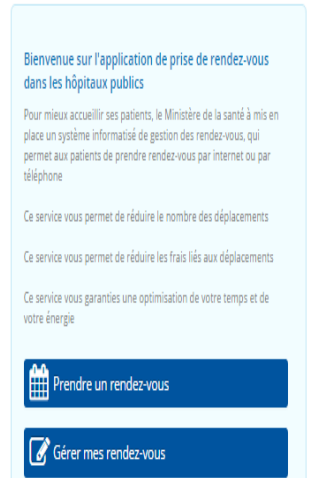 Bienvenue sur l'application de prise de rendez-vous
dans les hôpitaux publics
Pour mieux accueillir ses patients, le Ministère de la santé à mis en
place un système informatisé de gestion des rendez-vous, qui
permet aux patients de prendre rendez-vous par internet ou par
téléphone
Ce service vous permet de réduire le nombre des déplacements
Ce service vous permet de réduire les frais liés aux déplacements
Ce service vous garanties une optimisation de votre temps et de
votre énergie
Prendre un rendez-vous
Gérer mes rendez-vous